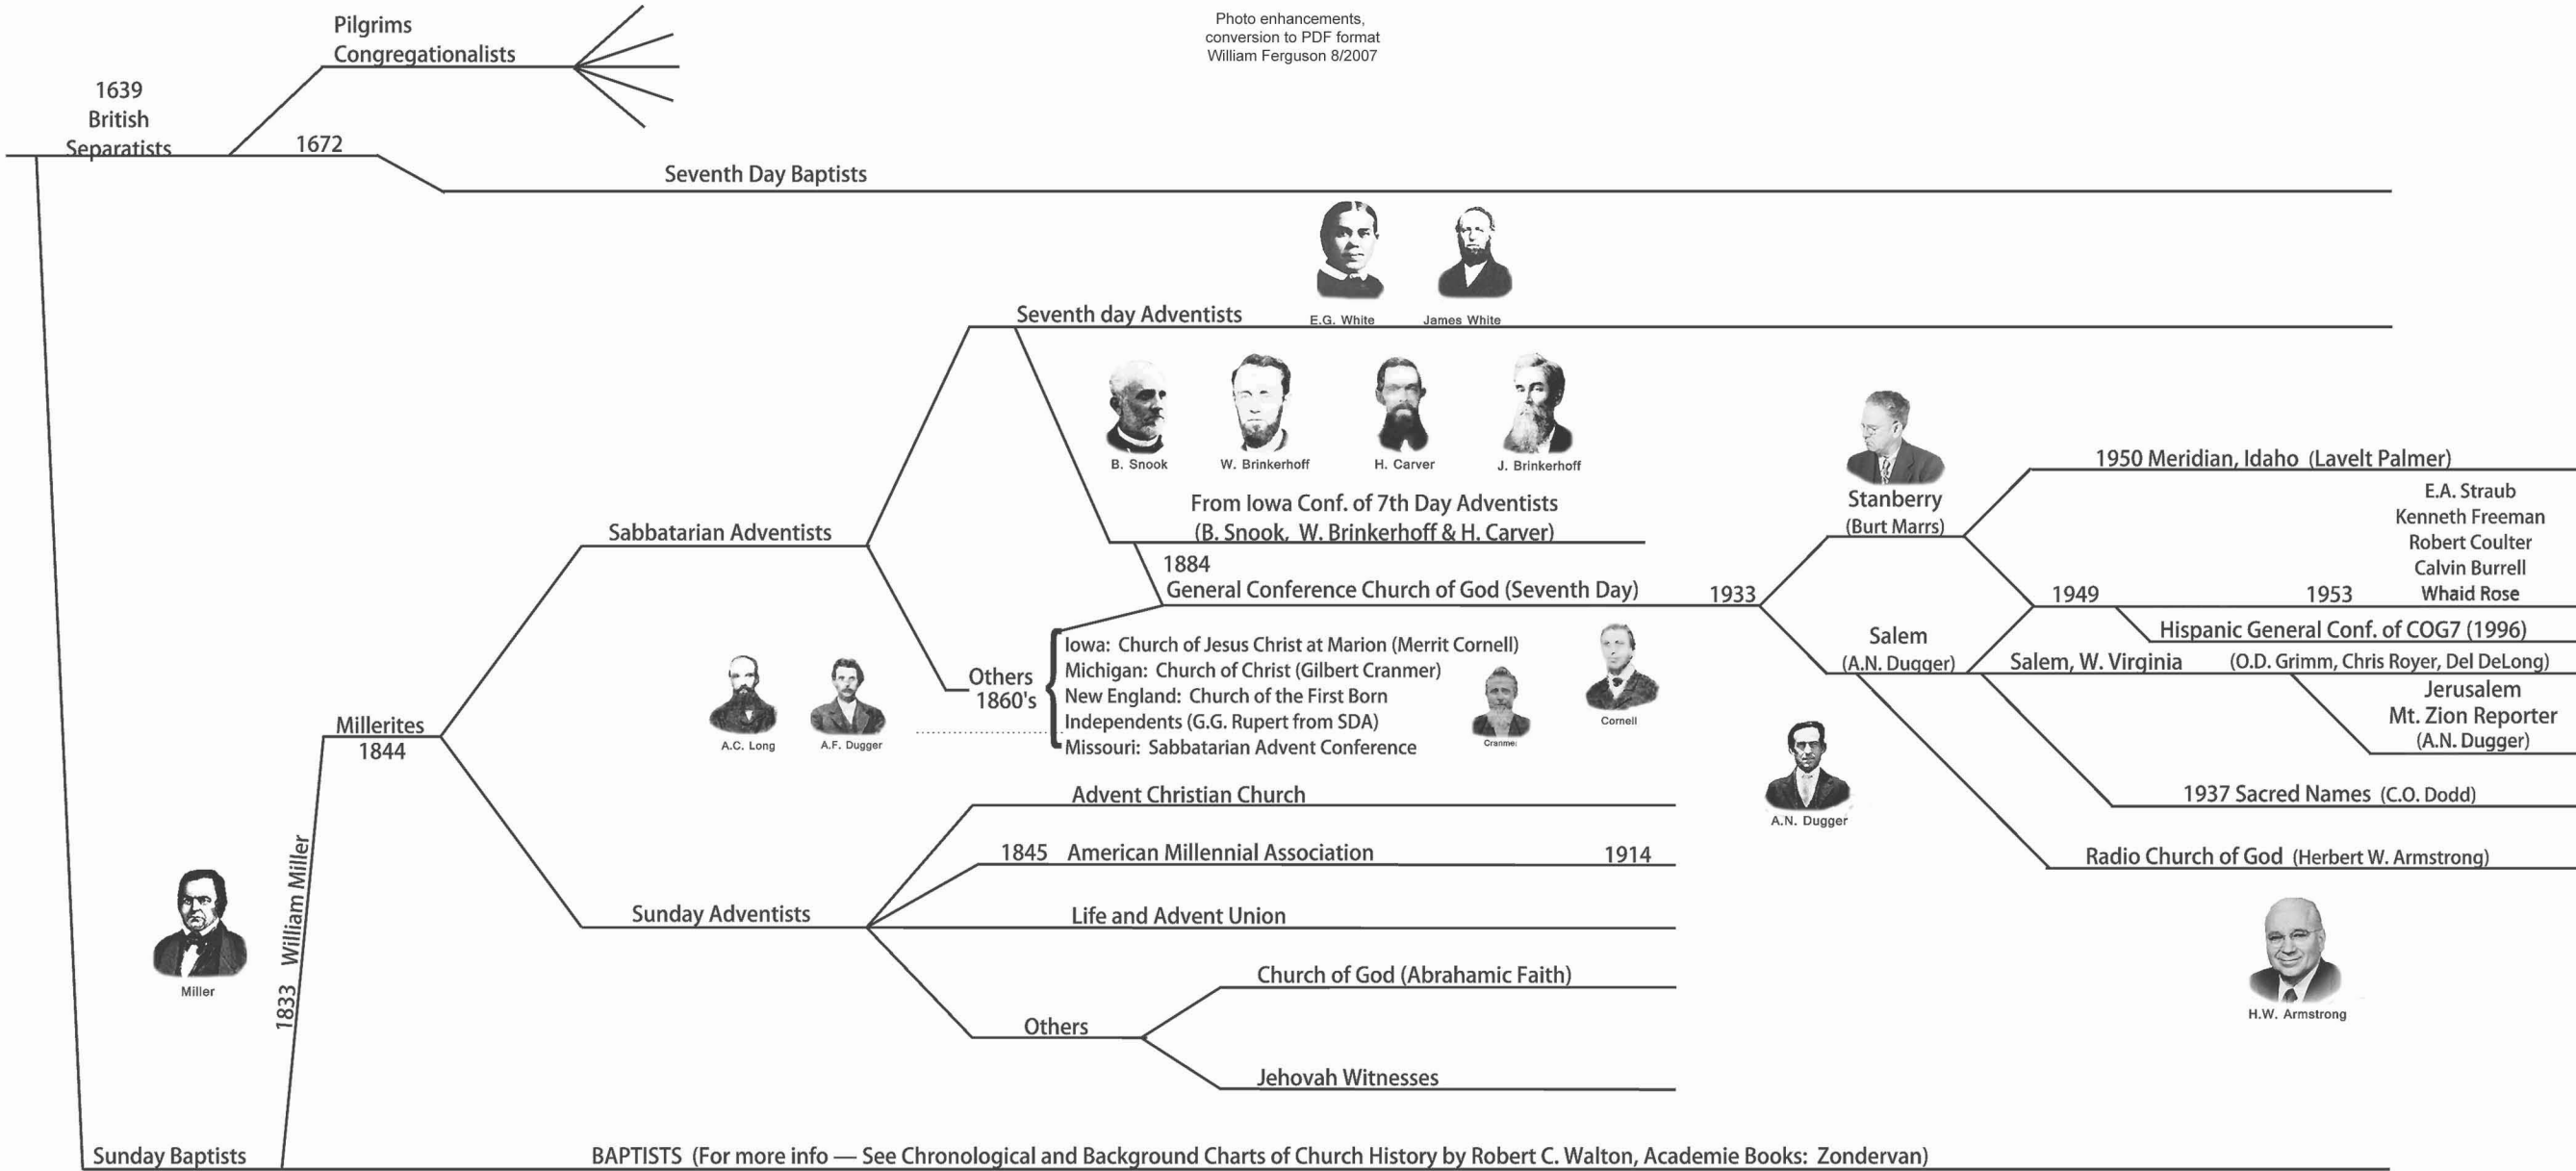 Photo enhancements,
conversion to PDF format
William Ferguson 8/2007
Pilgrims
Congregationalists
1639
British
Separatists
1672
Seventh Day Baptists
Seventh day Adventists
E.G. White
James White
B. Snook
W. Brinkerhoff
H. Carver
J. Brinkerhoff
From Iowa Conf. of 7th Day Adventists
(B. Snook, W. Brinkerhoff & H. Carver)
Sabbatarian Adventists
1884
General Conference Church of God (Seventh Day)
1933
Stanberry
(Burt Marrs)
1950 Meridian, Idaho (Lavelt Palmer)
E.A. Straub
Kenneth Freeman
Robert Coulter
Calvin Burrell
Whaid Rose
1949
1953
Hispanic General Conf. of COG7 (1996)
Salem
(A.N. Dugger)
Salem, W. Virginia
(O.D. Grimm, Chris Royer, Del DeLong)
Jerusalem
Mt. Zion Reporter
(A.N. Dugger)
Others
1860's
Iowa: Church of Jesus Christ at Marion (Merrit Cornell)
Michigan: Church of Christ (Gilbert Cranmer)
New England: Church of the First Born
Independents (G.G. Rupert from SDA)
Missouri: Sabbatarian Advent Conference
A.C. Long
A.F. Dugger
Cranmer
Cornell
Millerites
1844
1937 Sacred Names (C.O. Dodd)
A.N. Dugger
Radio Church of God (Herbert W. Armstrong)
H.W. Armstrong
Advent Christian Church
1845 American Millennial Association
1914
Sunday Adventists
Life and Advent Union
Church of God (Abrahamic Faith)
Others
Jehovah Witnesses
Miller
1833 William Miller
Sunday Baptists
BAPTISTS (For more info — See Chronological and Background Charts of Church History by Robert C. Walton, Academie Books: Zondervan)